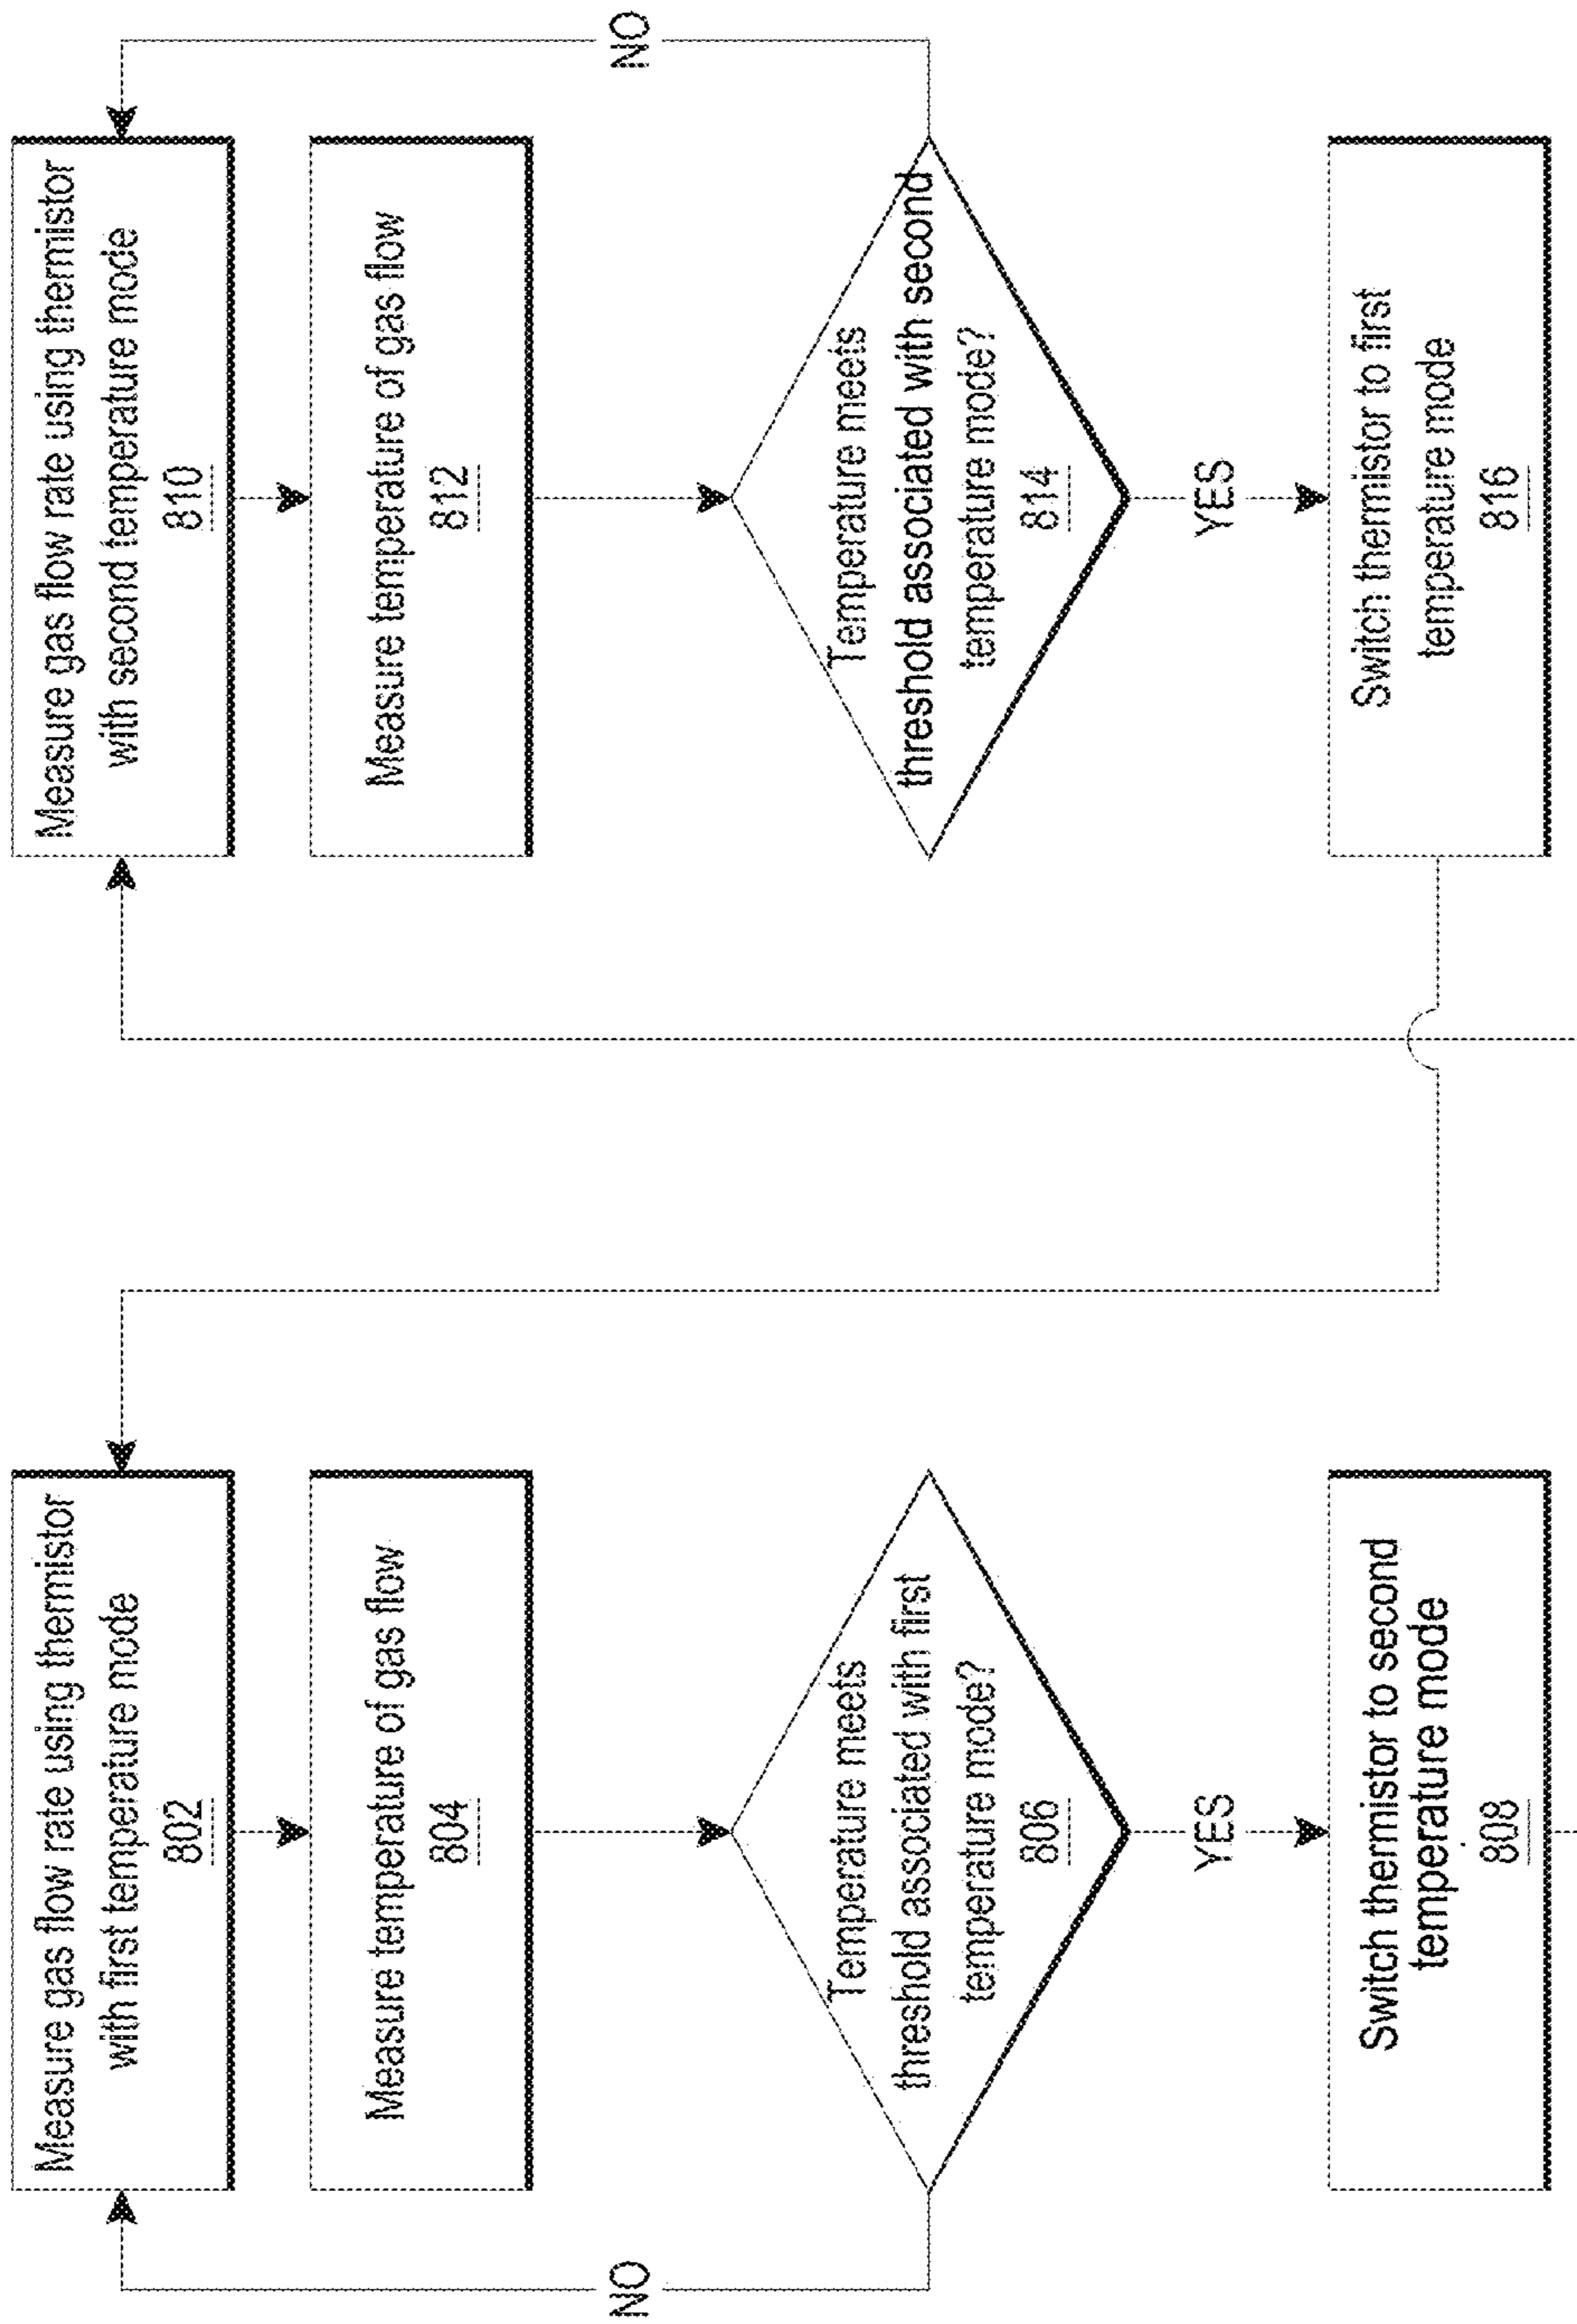 Measure gas flow rate using thermistor
with first temperature mode
802
Measure temperature of gas flow
804
Temperature meets
threshold associated with first
temperature mode?
806
NO
YES
Switch thermistor to second
temperature mode
808
Measure gas flow rate using thermistor
with second temperature mode
810
Measure temperature of gas flow
812
Temperature meets
threshold associated with second
temperature mode?
814
NO
YES
Switch thermistor to first
temperature mode
816